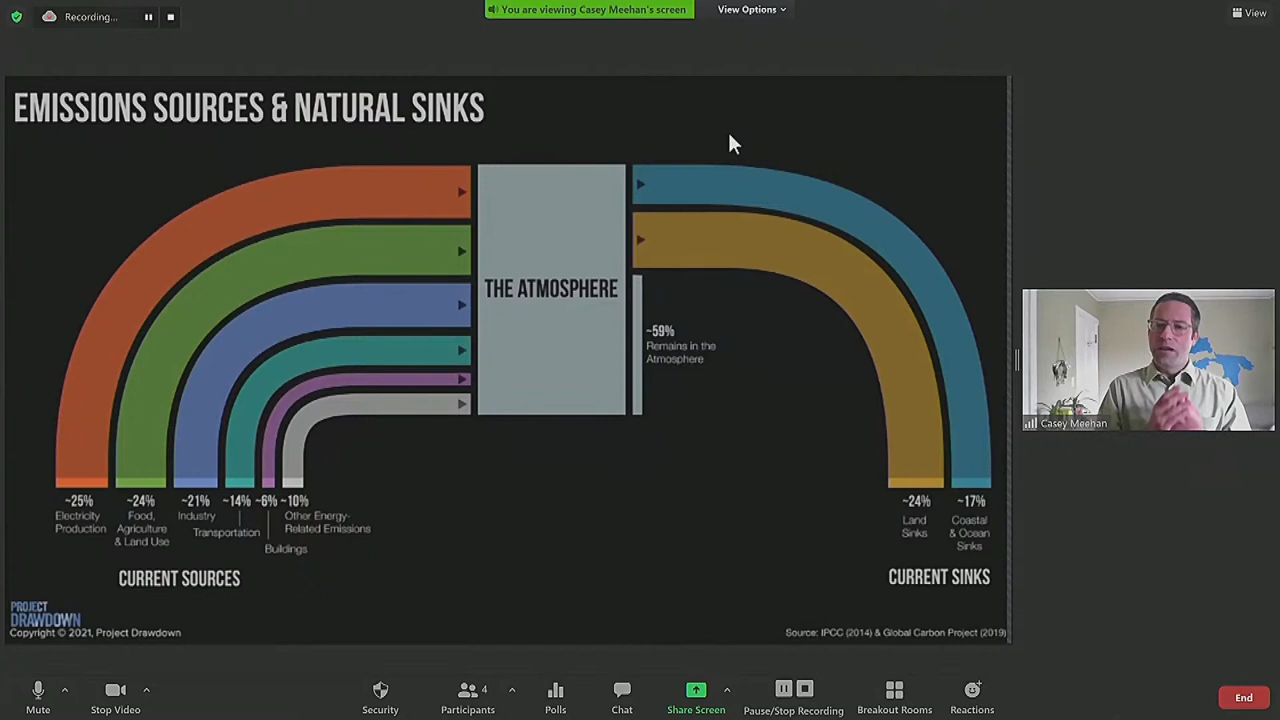 Recording...
You are viewing Casey Meehan's screen
View Options
View
EMISSIONS SOURCES & NATURAL SINKS
THE ATMOSPHERE
~59%
Remains in the
Atmosphere
Casey Meehan
~25%
Electricity
Production
~24%
Food,
Agriculture
& Land Use
~21%
Industry
~14%
Transportation
~6%
Buildings
~10%
Other Energy-
Related Emissions
~24%
Land
Sinks
~17%
Coastal
& Ocean
Sinks
CURRENT SOURCES
CURRENT SINKS
PROJECT
DRAWDOWN
Copyright © 2021, Project Drawdown
Source: IPCC (2014) & Global Carbon Project (2019)
Mute
Stop Video
Security
4
Participants
Polls
Chat
Share Screen
Pause/Stop Recording
Breakout Rooms
Reactions
End